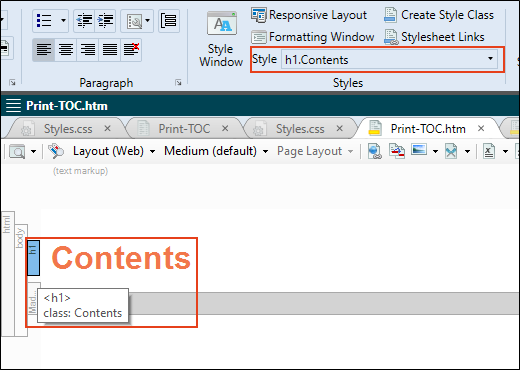 Responsive Layout
Create Style Class
Style
Window
Formatting Window
Stylesheet Links
Style h1.Contents
Paragraph
Styles
Print-TOC.htm
Styles.css
Print-TOC
Styles.css
Print-TOC.htm
Layout (Web)
Medium (default)
Page Layout
(text markup)
html
body
h1
Contents
Mad
<h1>
class: Contents